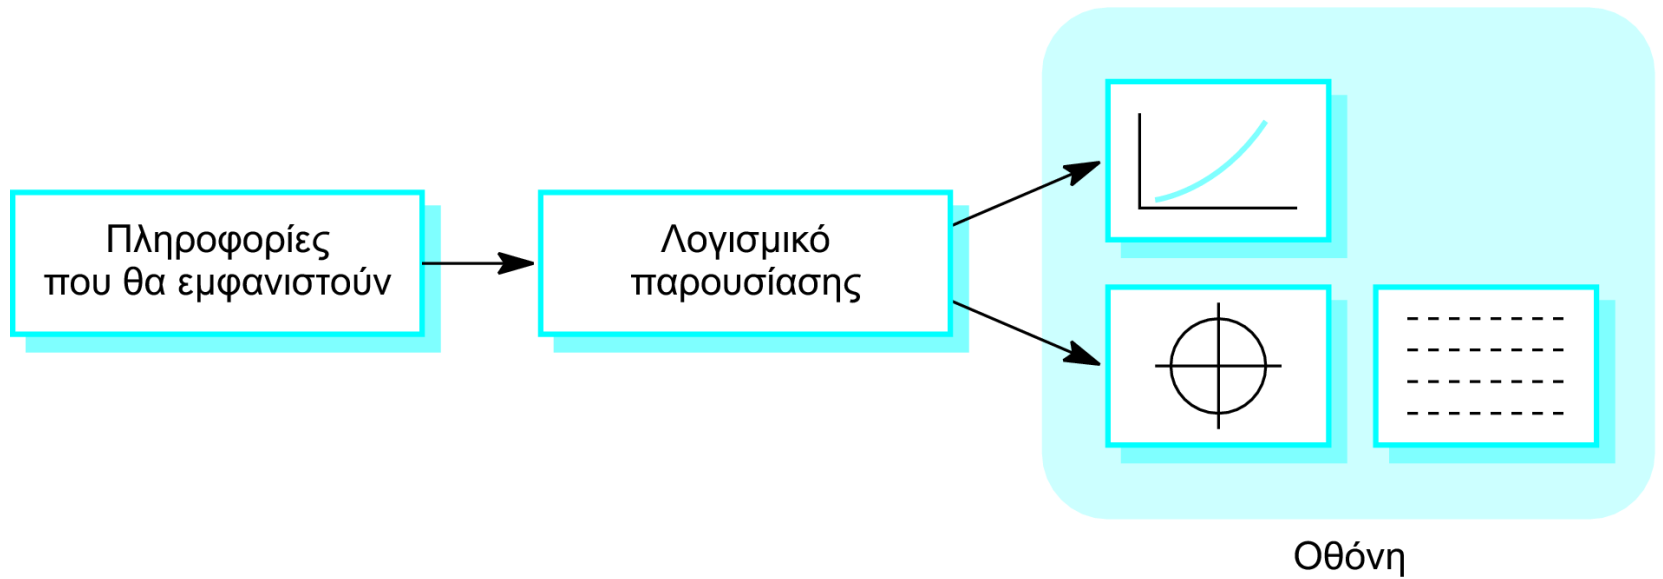 Πληροφορίες
που θα εμφανιστούν
Λογισμικό
παρουσίασης
Οθόνη